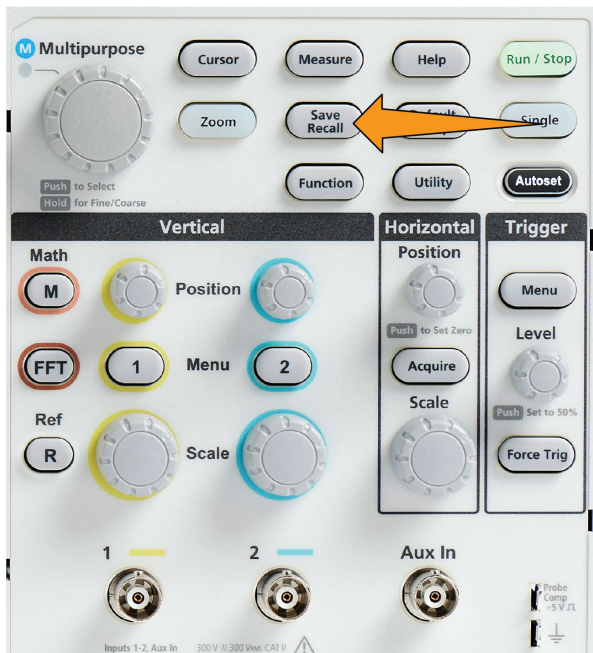 M Multipurpose
Cursor
Measure
Help
Run / Stop
Zoom
Save
Recall
Single
Push to Select
Hold for Fine/Coarse
Function
Utility
Autoset
Vertical
Horizontal
Trigger
Math
M
Position
Position
Push to Set Zero
Menu
FFT
1
Menu
2
Acquire
Level
Push Set to 50%
Ref
R
Scale
Scale
Force Trig
1
2
Aux In
Probe
Comp
≈5 V ⎍
Inputs 1-2, Aux In 300 V // 300 VRMS CAT II